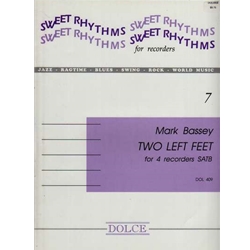 SWEET RHYTHMS SWEET RHYTHMS
SWEET RHYTHMS SWEET RHYTHMS
for recorders
JAZZ - RAGTIME - BLUES - SWING - ROCK - WORLD MUSIC
7
Mark Bassey
TWO LEFT FEET
for 4 recorders SATB
DOLCE